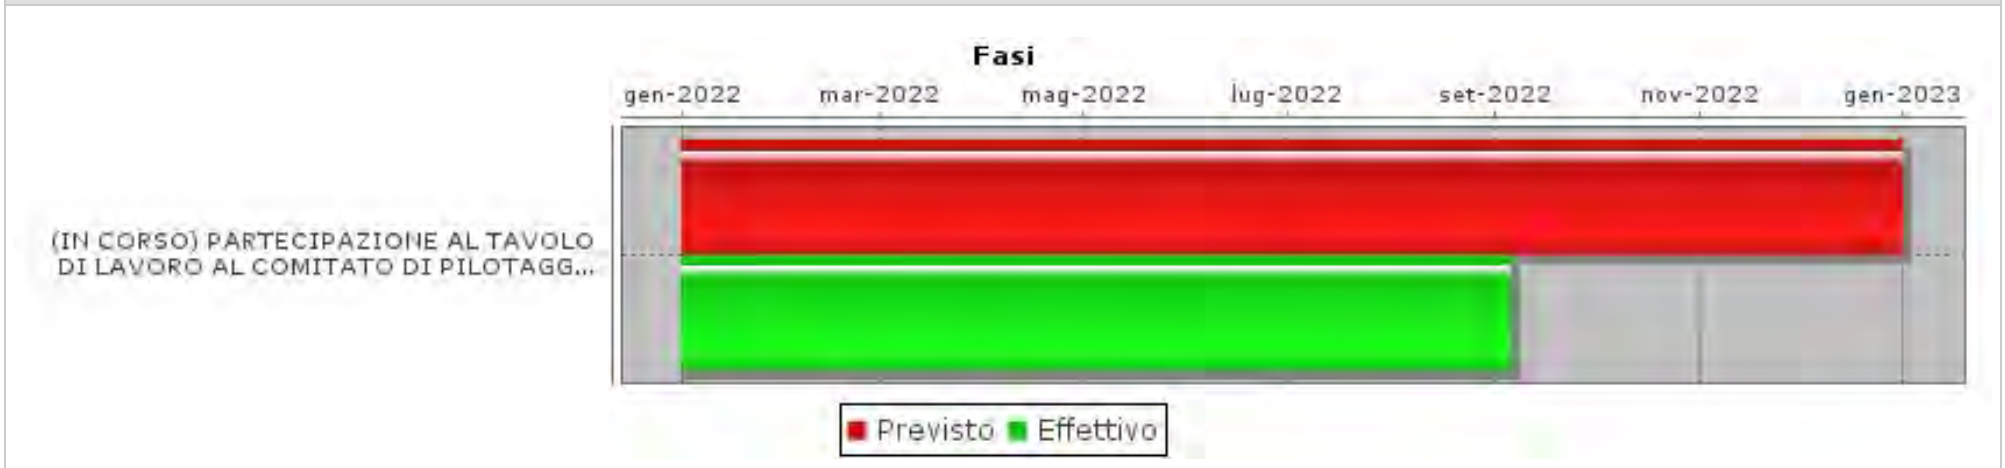 Fasi
gen-2022 mar-2022 mag-2022 lug-2022 set-2022 nov-2022 gen-2023
(IN CORSO) PARTECIPAZIONE AL TAVOLO
DI LAVORO AL COMITATO DI PILOTAGG...
Previsto Effettivo